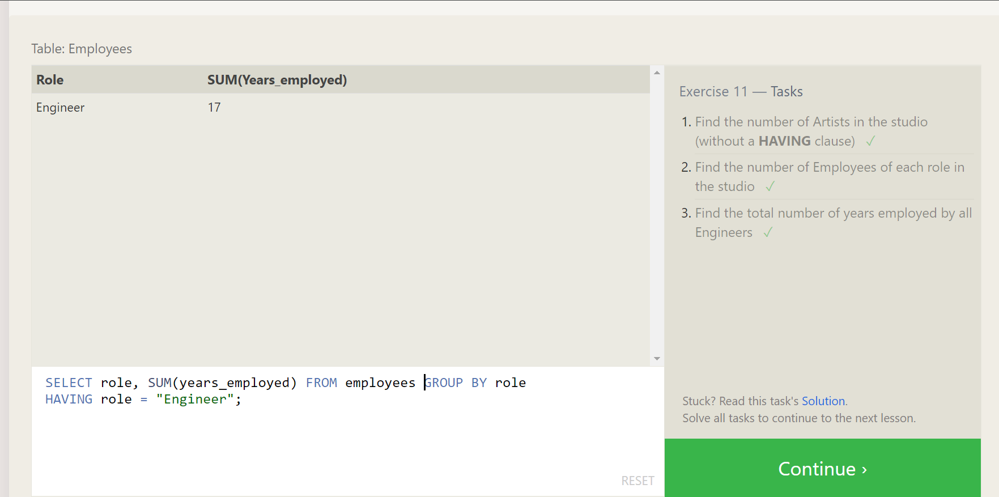 Table: Employees
Role SUM(Years_employed)
Engineer 17
SELECT role, SUM(years_employed) FROM employees GROUP BY role
HAVING role = "Engineer";
RESET
Exercise 11 — Tasks
1. Find the number of Artists in the studio
(without a HAVING clause) ✓
2. Find the number of Employees of each role in
the studio ✓
3. Find the total number of years employed by all
Engineers ✓
Stuck? Read this task's Solution.
Solve all tasks to continue to the next lesson.
Continue ›